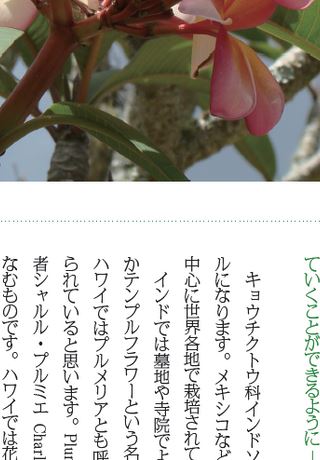 ていくことができるように
キョウチクトウ科インドソ
ルになります。メキシコなど
中心に世界各地で栽培されて
インドでは墓地や寺院でよ
かテンプルフラワーという名
ハワイではプルメリアとも呼
られていると思います。Plur
者シャルル・プルミエ Charl
なむものです。ハワイでは花